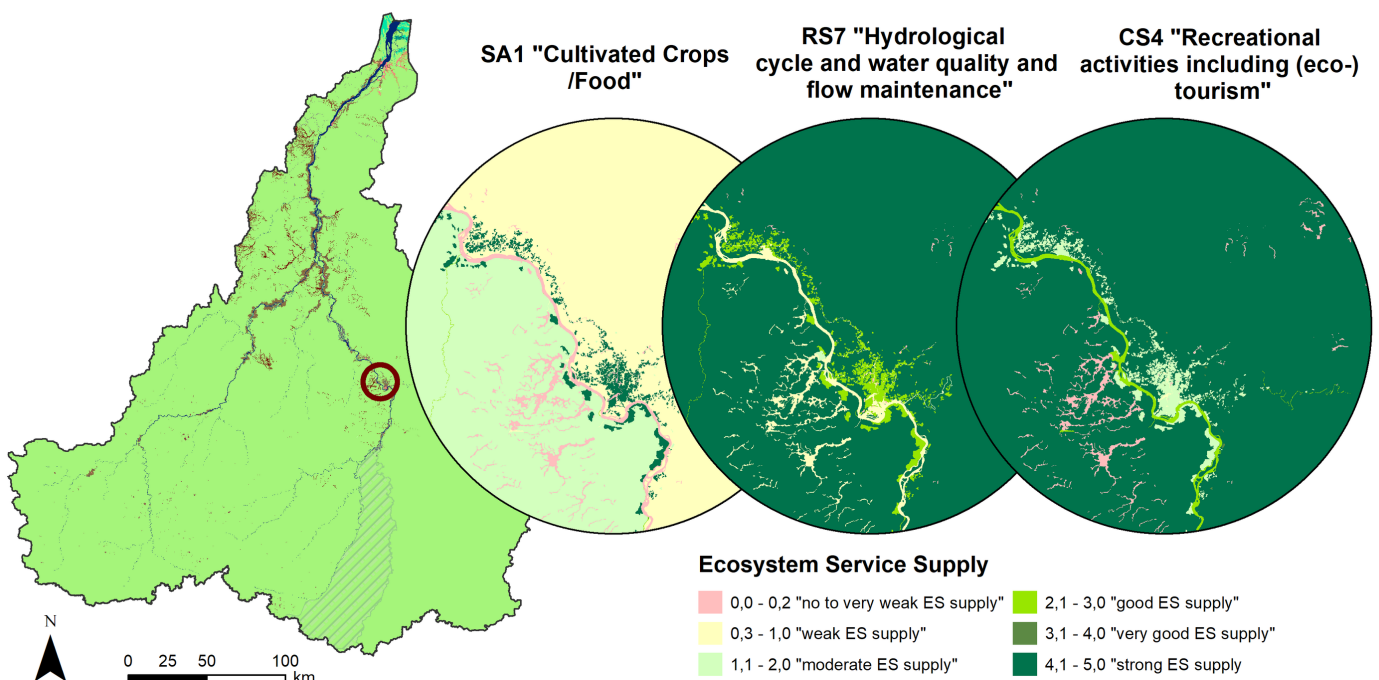 SA1 "Cultivated Crops
/Food"
RS7 "Hydrological
cycle and water quality and
flow maintenance"
CS4 "Recreational
activities including (eco-)
tourism"
Ecosystem Service Supply
0,0 - 0,2 "no to very weak ES supply"
0,3 - 1,0 "weak ES supply"
1,1 - 2,0 "moderate ES supply"
2,1 - 3,0 "good ES supply"
3,1 - 4,0 "very good ES supply"
4,1 - 5,0 "strong ES supply
N
0 25 50 100
km